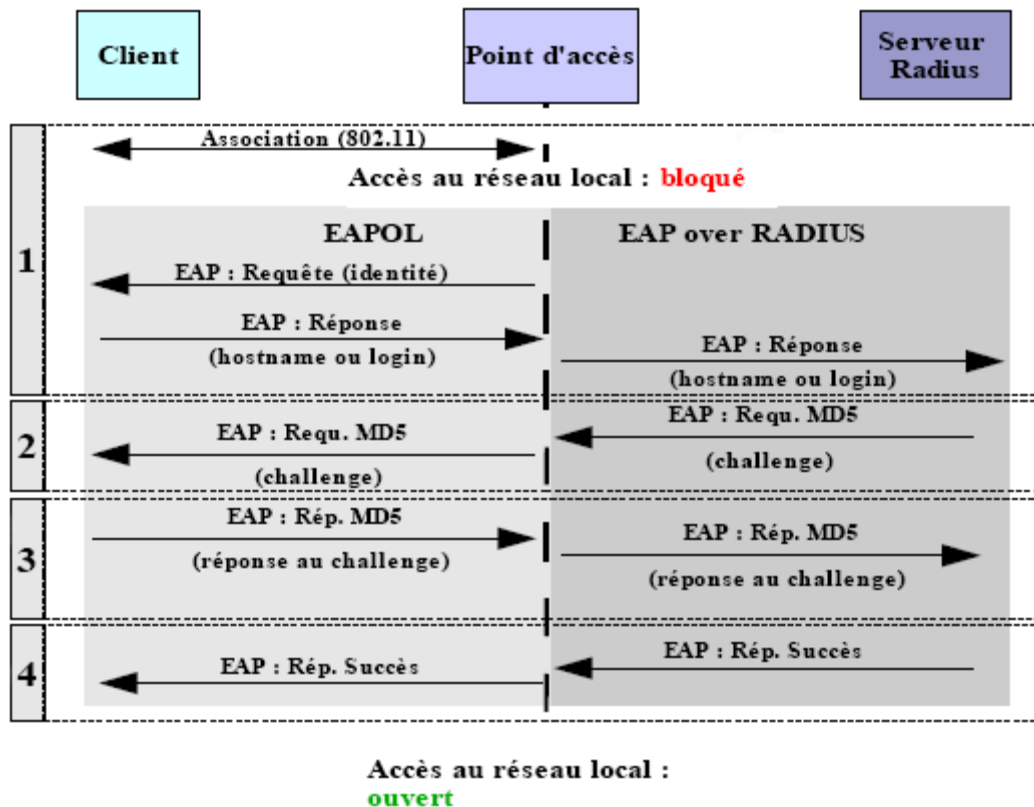 Client
Point d'accès
Serveur
Radius
Association (802.11)
Accès au réseau local : bloqué
1
EAPOL
EAP over RADIUS
EAP : Requête (identité)
EAP : Réponse
(hostname ou login)
EAP : Réponse
(hostname ou login)
2
EAP : Requ. MD5
(challenge)
EAP : Requ. MD5
(challenge)
3
EAP : Rép. MD5
(réponse au challenge)
EAP : Rép. MD5
(réponse au challenge)
4
EAP : Rép. Succès
EAP : Rép. Succès
Accès au réseau local :
ouvert